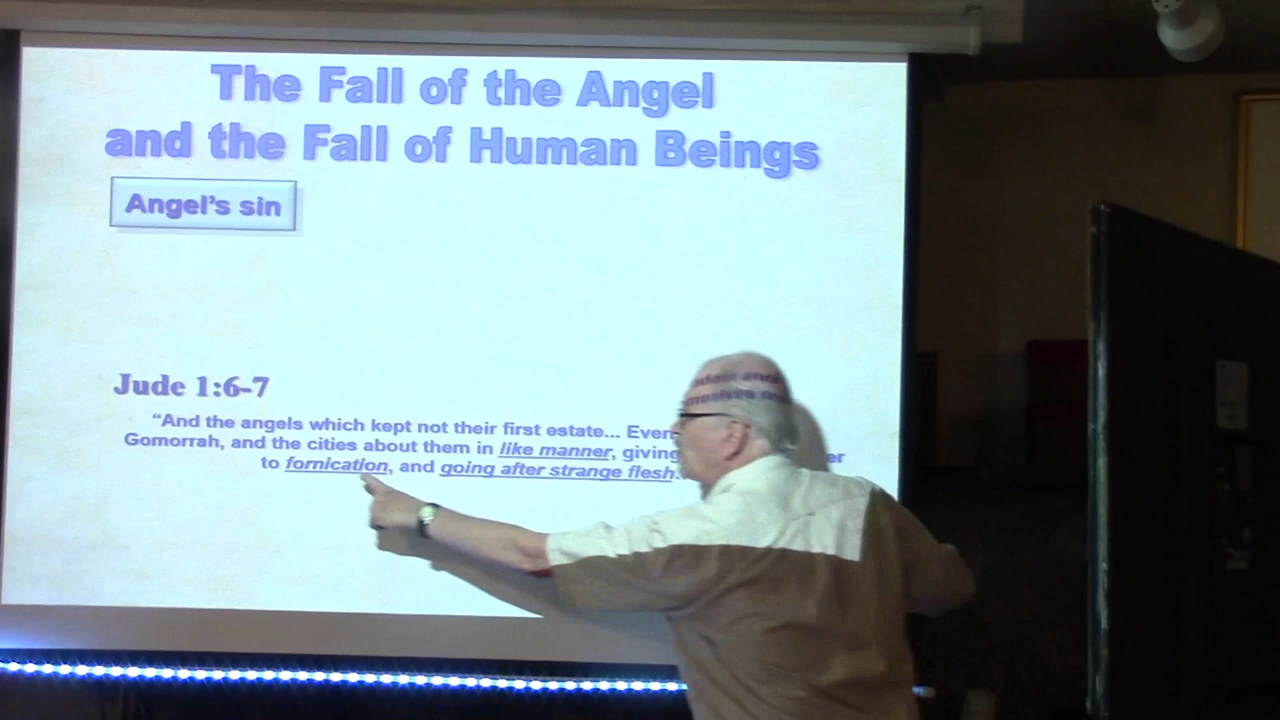 The Fall of the Angel
and the Fall of Human Beings
Angel's sin
Jude 1:6-7
“And the angels which kept not their first estate... Even
Gomorrah, and the cities about them in like manner, giving er
to fornication, and going after strange flesh.